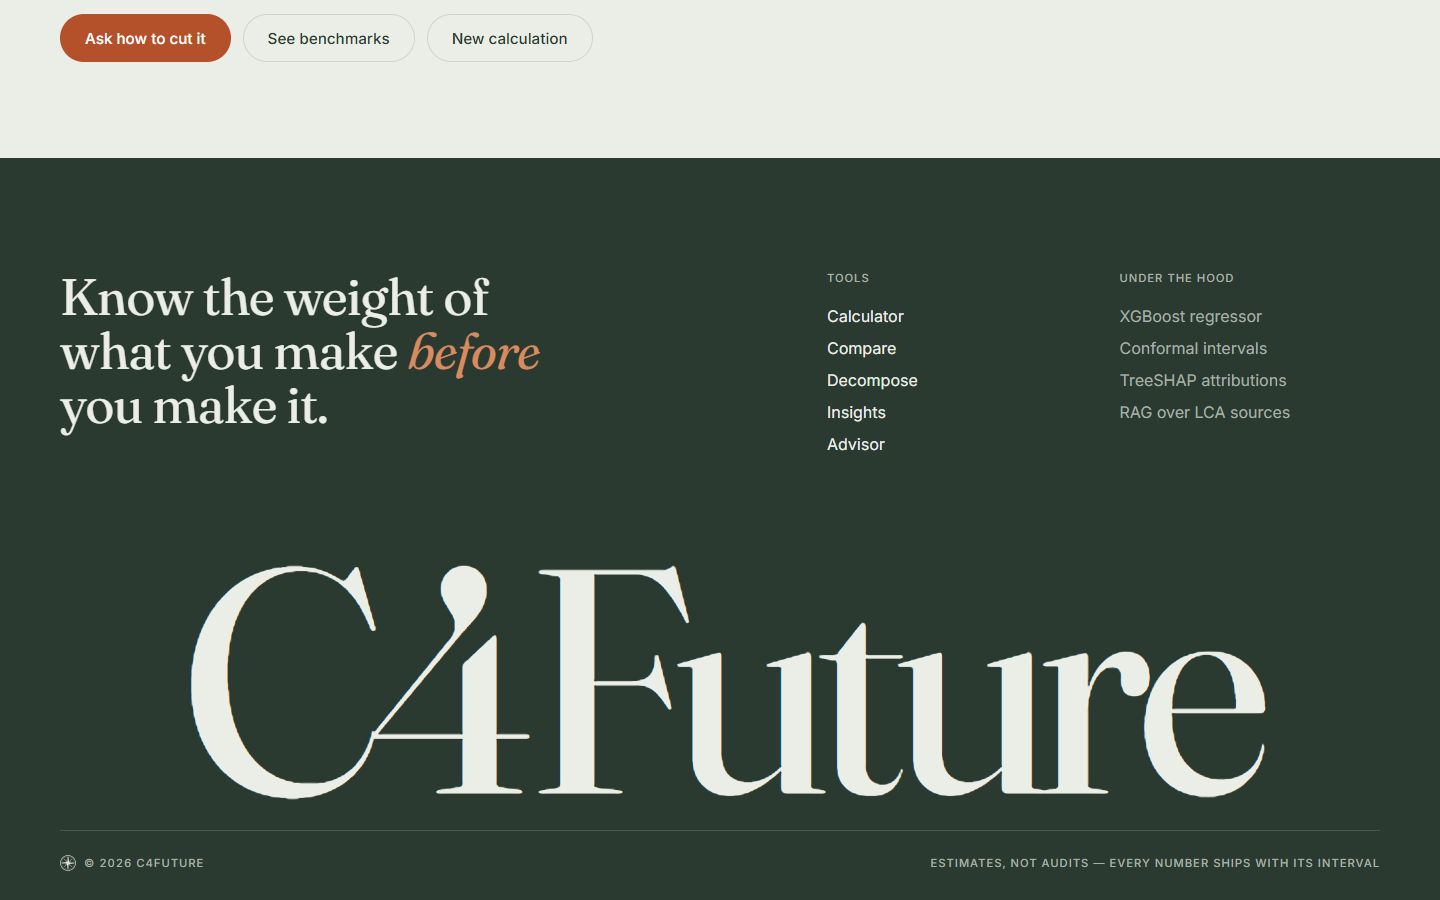 Ask how to cut it
See benchmarks
New calculation
Know the weight of
what you make before
you make it.
TOOLS
Calculator
Compare
Decompose
Insights
Advisor
UNDER THE HOOD
XGBoost regressor
Conformal intervals
TreeSHAP attributions
RAG over LCA sources
C4Future
© 2026 C4FUTURE
ESTIMATES, NOT AUDITS — EVERY NUMBER SHIPS WITH ITS INTERVAL